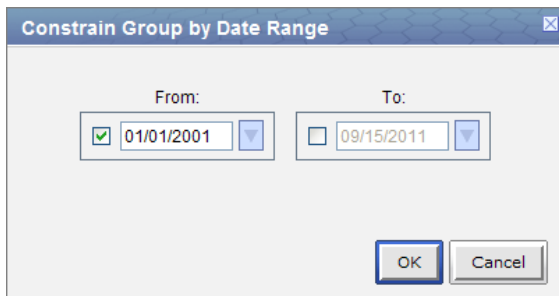 Constrain Group by Date Range
From: To:
01/01/2001 09/15/2011
OK Cancel